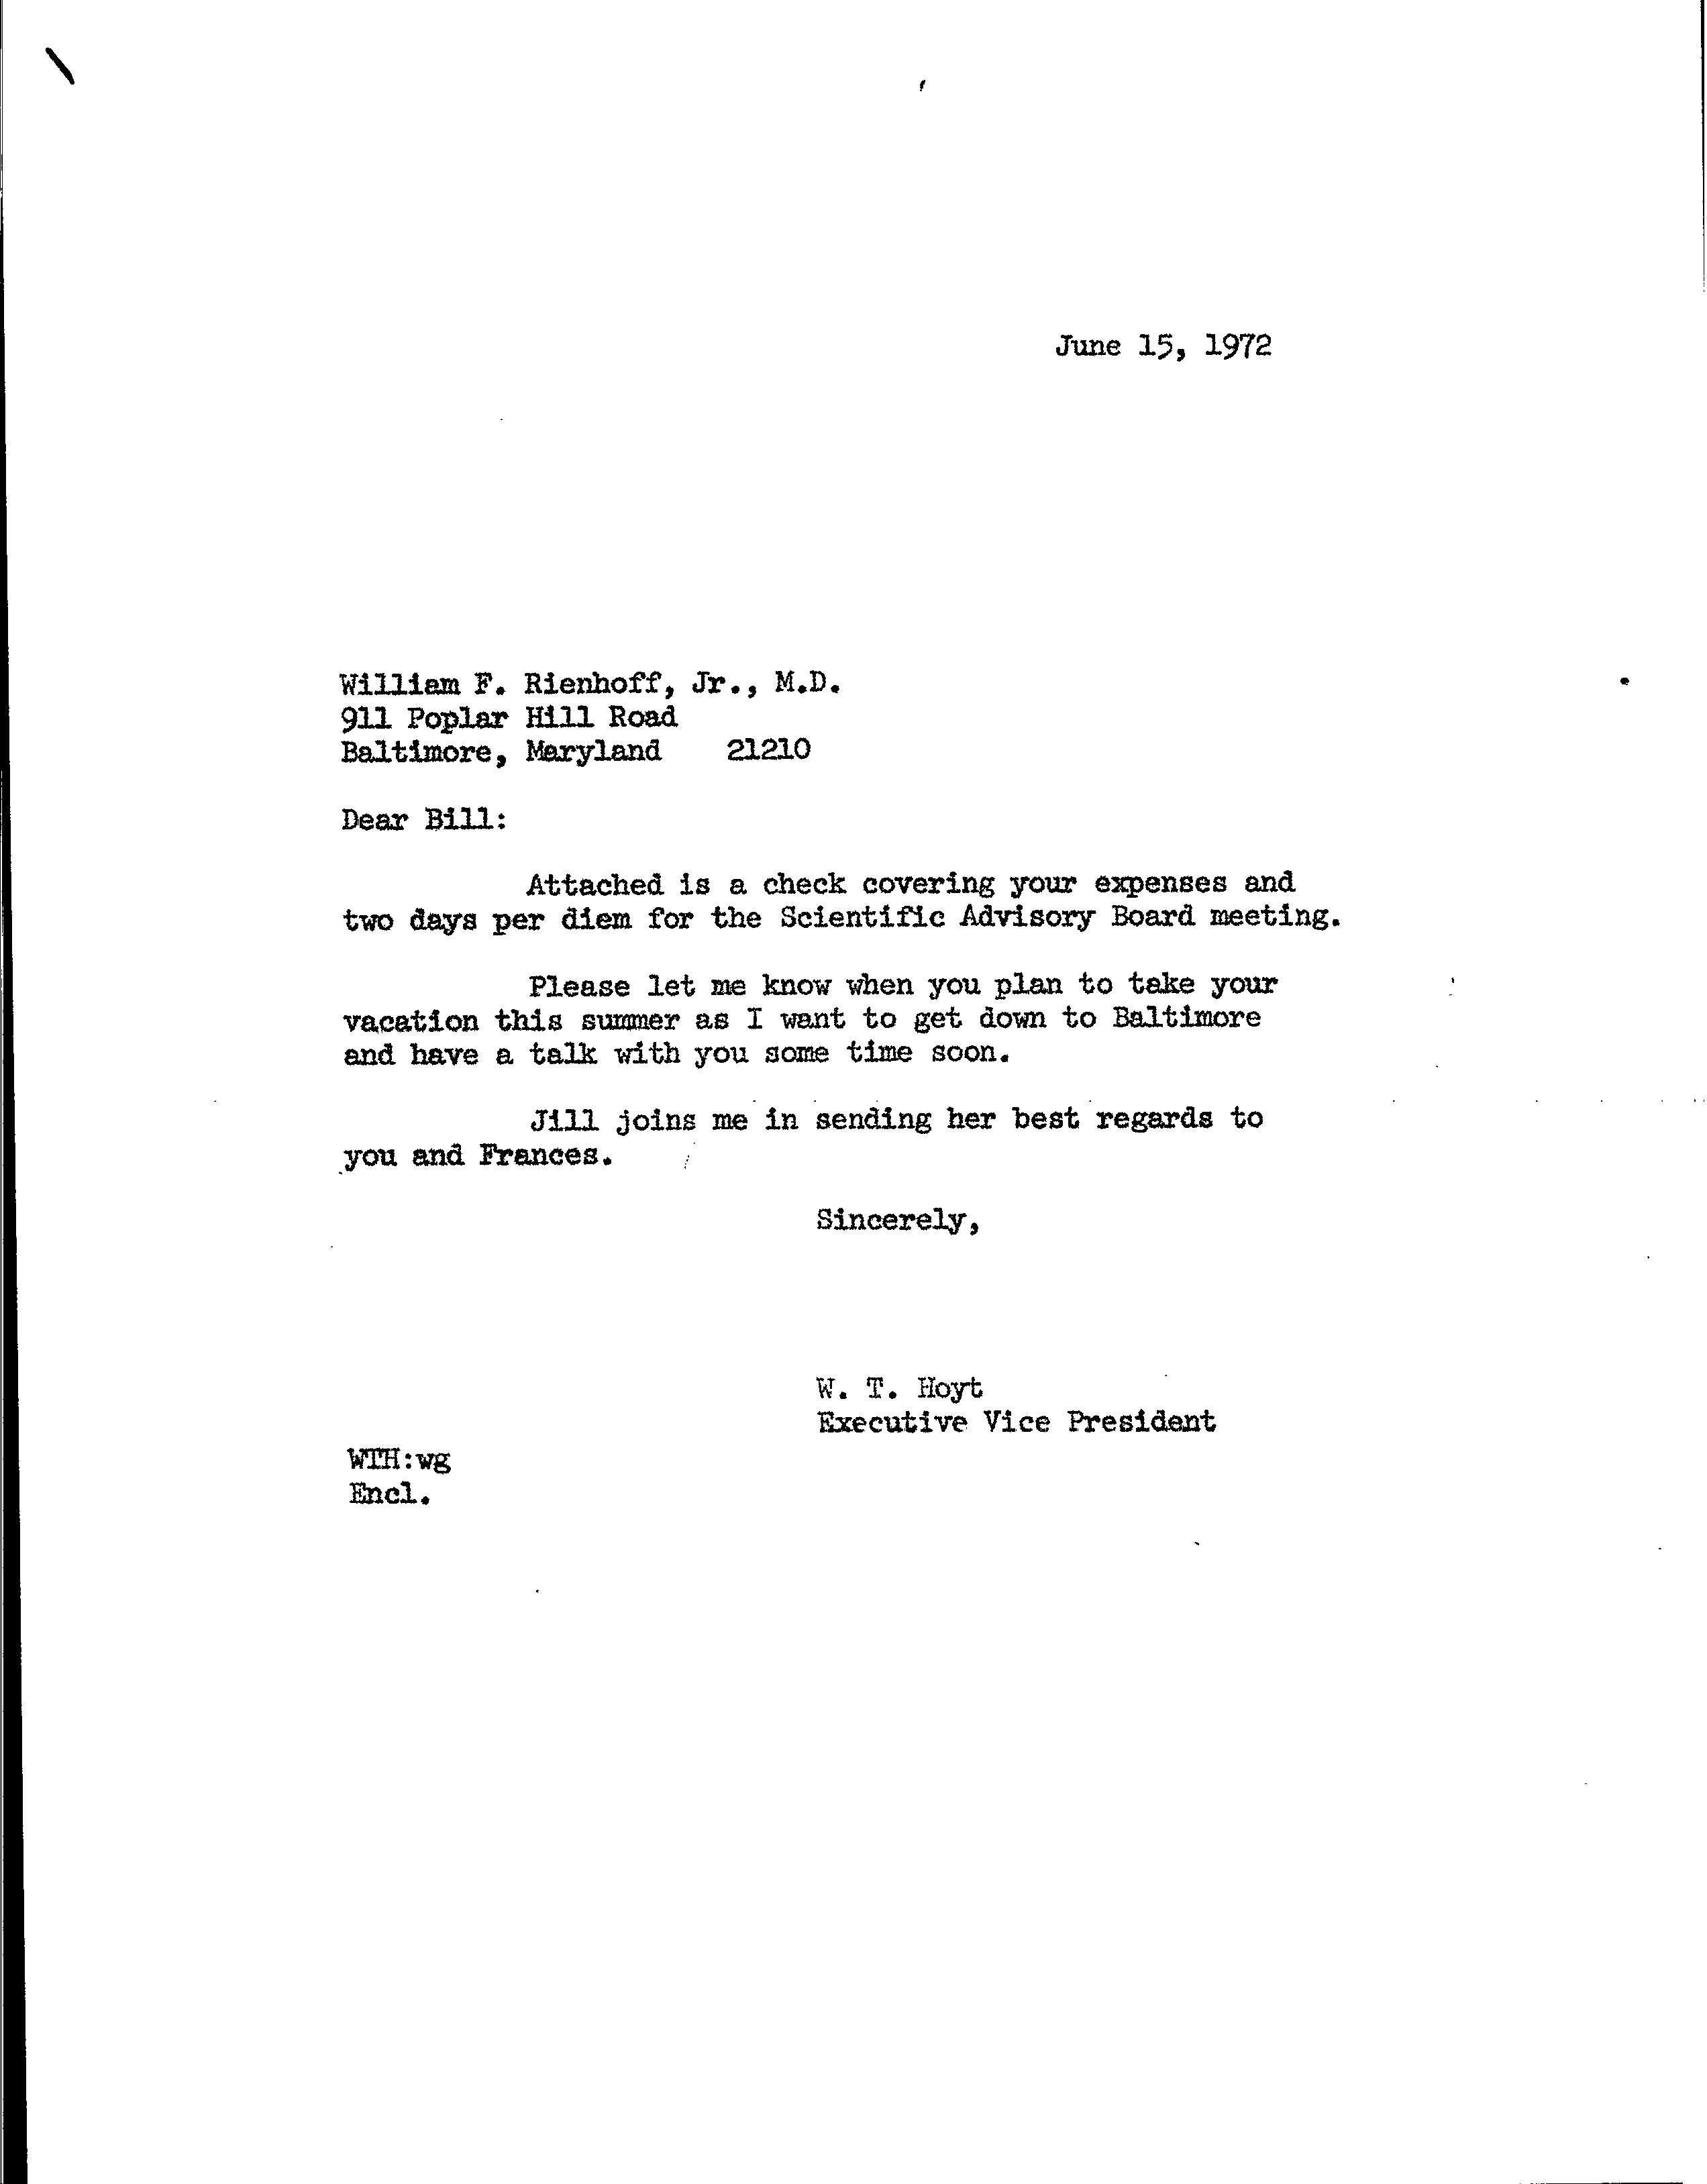 June 15, 1972
William F. Rienhoff, Jr., M.D.
911 Poplar Hill Road
Baltimore, Maryland 21210
Dear Bill:
Attached is a check covering your expenses and
two days per diem for the Scientific Advisory Board meeting.
Please let me know when you plan to take your
vacation this summer as I want to get down to Baltimore
and have a talk with you some time soon.
Jill joins me in sending her best regards to
you and Frances.
Sincerely,
W. T. Hoyt
Executive Vice President
WTH:wg
Encl.